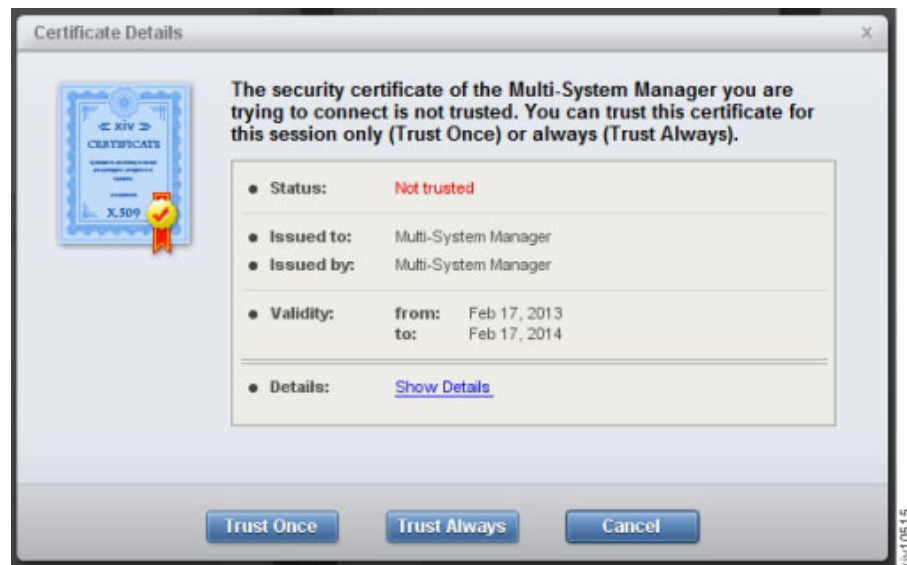 Certificate Details
x
XIV
CERTIFICATE
X.509
The security certificate of the Multi-System Manager you are
trying to connect is not trusted. You can trust this certificate for
this session only (Trust Once) or always (Trust Always).
Status: Not trusted
Issued to: Multi-System Manager
Issued by: Multi-System Manager
Validity: from: Feb 17, 2013
to: Feb 17, 2014
Details: Show Details
Trust Once Trust Always Cancel
xiv10515